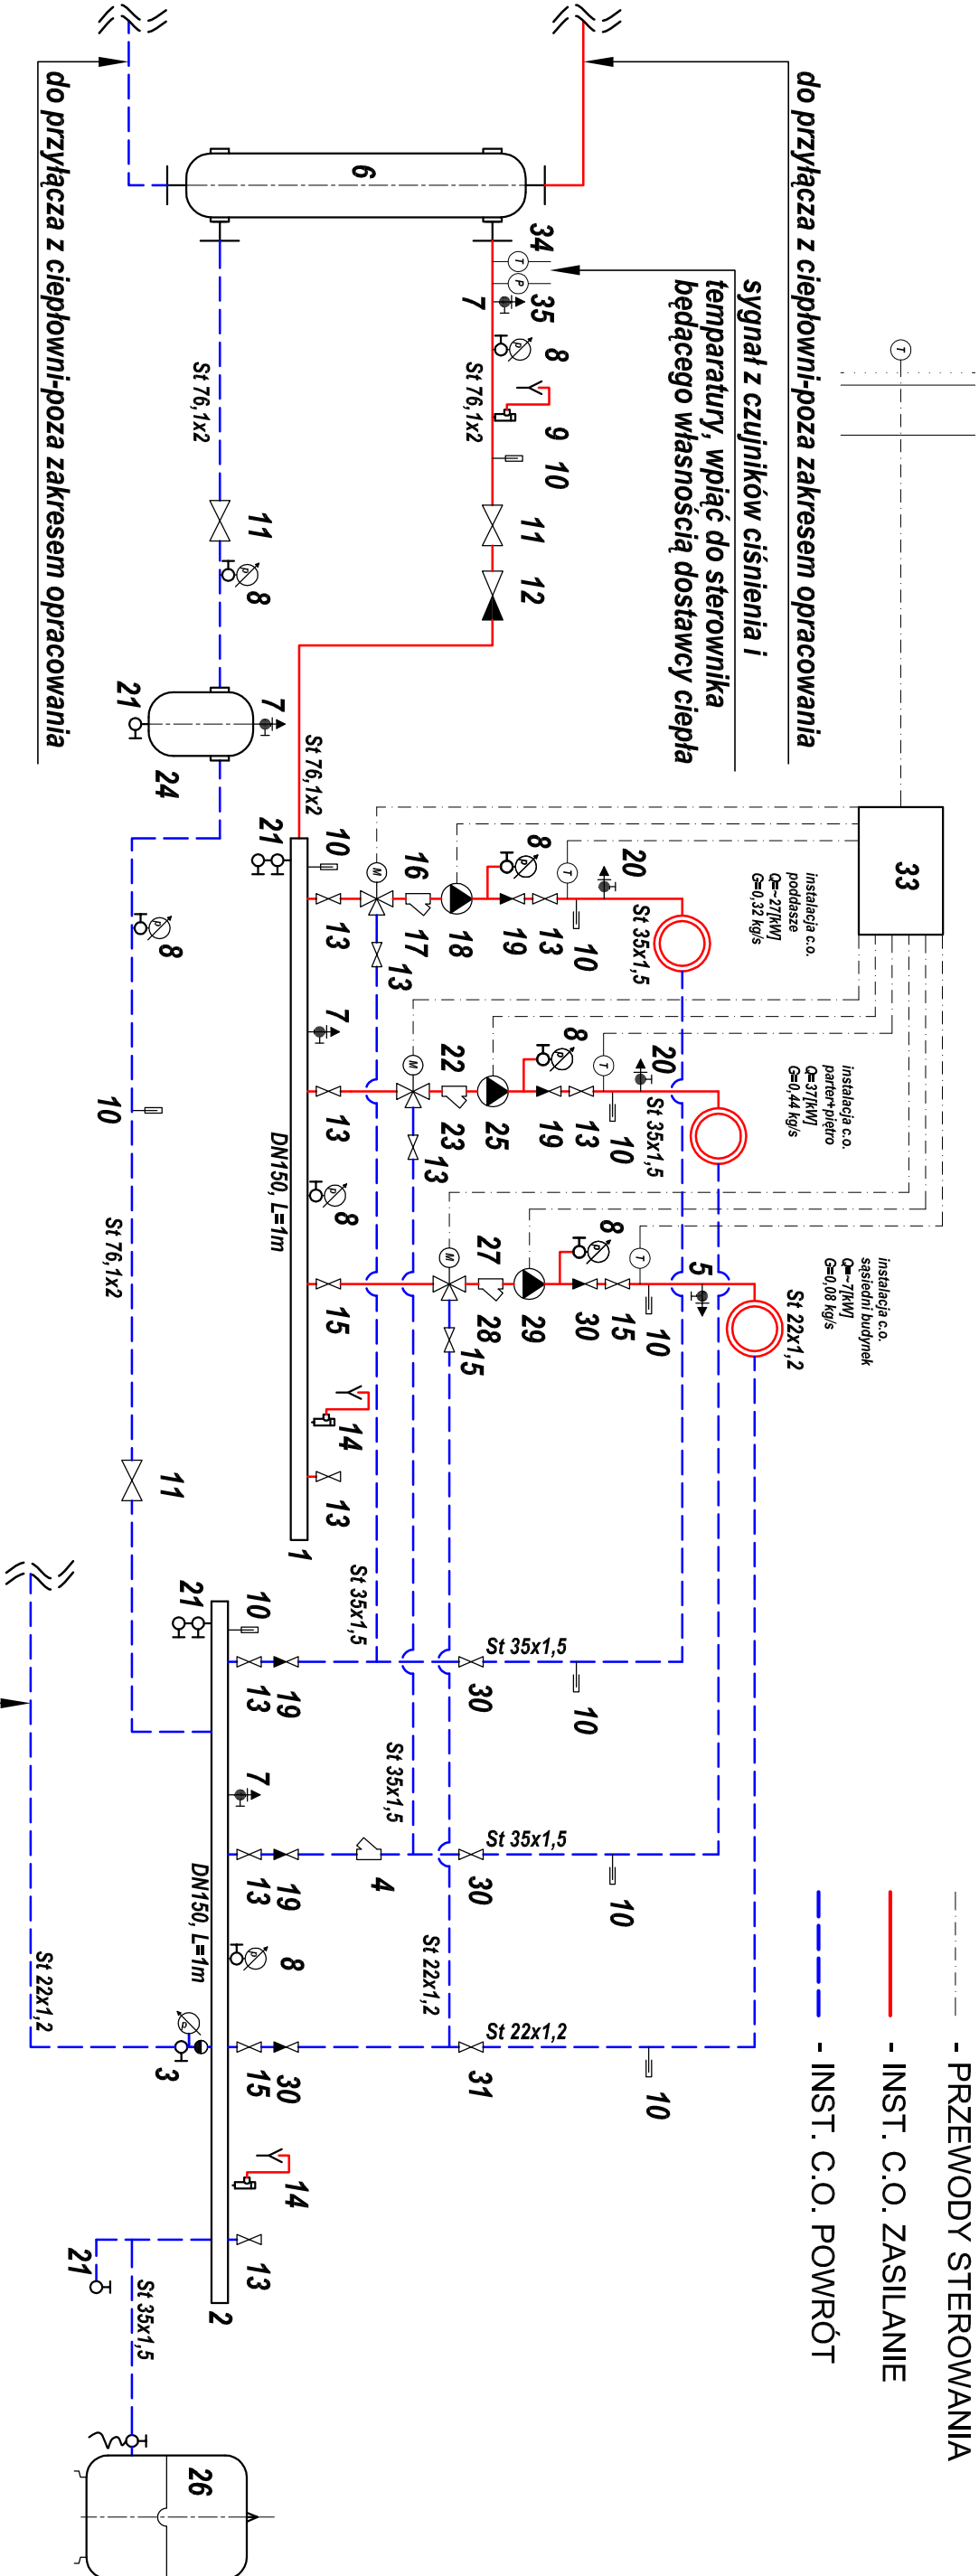 - PRZEWODY STEROWANIA
- INST. C.O. ZASILANIE
- INST. C.O. POWRÓT
do przyłącza z ciepłowni-poza zakresem opracowania
sygnał z czujników ciśnienia i
temparatury, wpiąć do sterownika
będącego własnością dostawcy ciepła
T
33
instalacja c.o.
poddasze
Q=~27[kW]
G=0,32 kg/s
instalacja c.o.
parter+piętro
Q=37[kW]
G=0,44 kg/s
instalacja c.o.
sąsiedni budynek
Q=~7[kW]
G=0,08 kg/s
St 22x1,2
34
35
T
P
7
8
p
9
10
St 76,1x2
11
12
6
20
St 35x1,5
T
10
13
19
8
p
18
17
16
M
13
13
10
21
St 76,1x2
20
St 35x1,5
T
10
13
19
8
p
25
23
22
M
13
13
7
5
T
10
15
30
8
p
29
28
27
M
15
15
8
p
14
13
DN150, L=1m
1
St 76,1x2
11
8
p
7
21
24
8
p
10
St 76,1x2
11
10
21
St 35x1,5
St 35x1,5
10
30
19
13
7
St 35x1,5
St 35x1,5
10
30
4
19
13
8
p
DN150, L=1m
St 22x1,2
St 22x1,2
10
31
30
15
p
3
St 22x1,2
14
13
2
21
St 35x1,5
26
do przyłącza z ciepłowni-poza zakresem opracowania